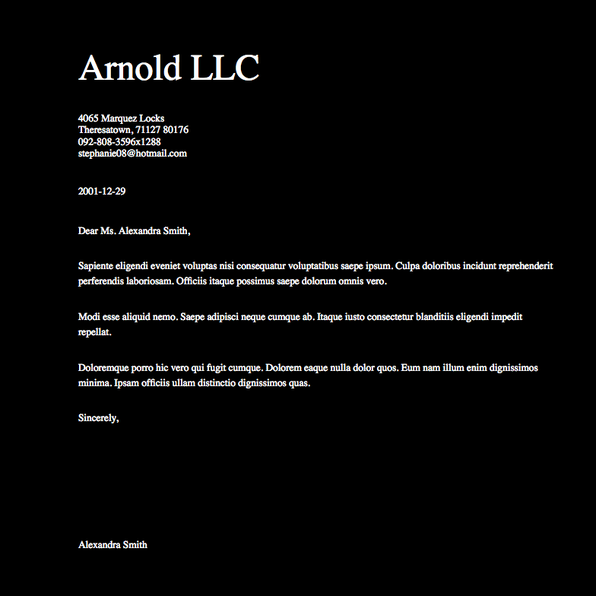 Arnold LLC
4065 Marquez Locks
Theresatown, 71127 80176
092-808-3596x1288
stephanie08@hotmail.com
2001-12-29
Dear Ms. Alexandra Smith,
Sapiente eligendi eveniet voluptas nisi consequatur voluptatibus saepe ipsum. Culpa doloribus incidunt reprehenderit
perferendis laboriosam. Officiis itaque possimus saepe dolorum omnis vero.
Modi esse aliquid nemo. Saepe adipisci neque cumque ab. Itaque iusto consectetur blanditiis eligendi impedit
repellat.
Doloremque porro hic vero qui fugit cumque. Dolorem eaque nulla dolor quos. Eum nam illum enim dignissimos
minima. Ipsam officiis ullam distinctio dignissimos quas.
Sincerely,
Alexandra Smith